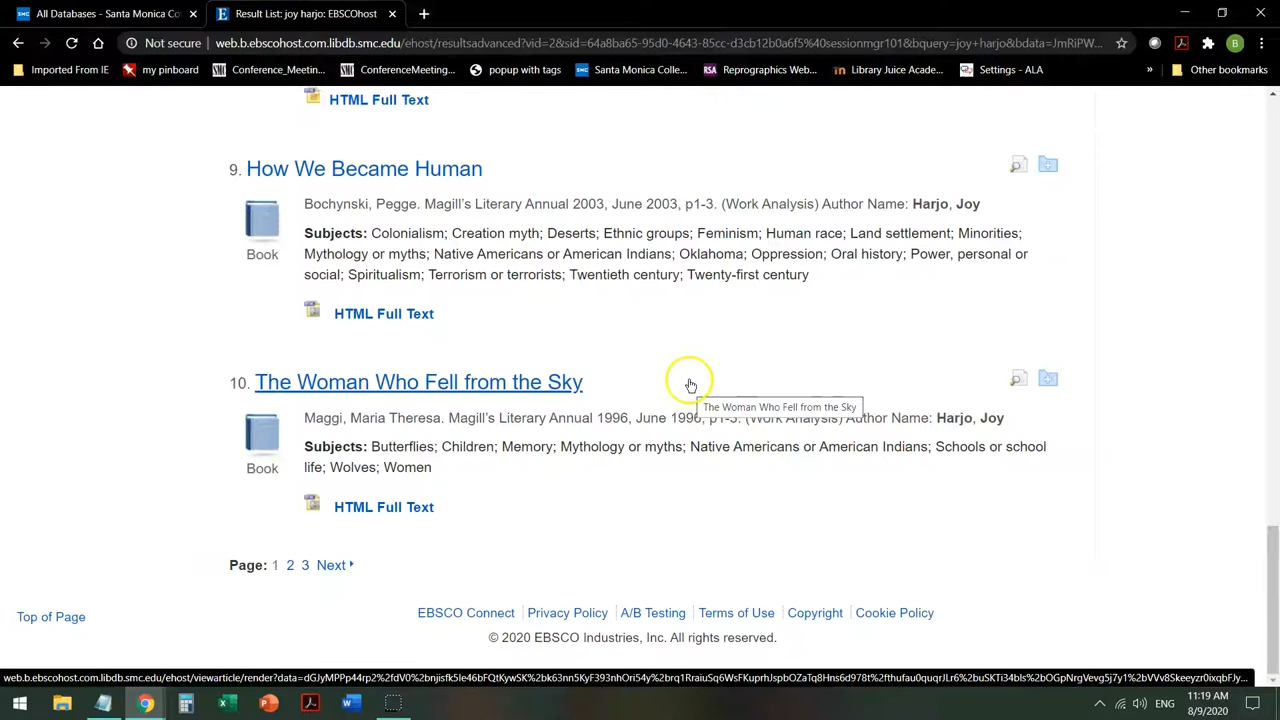 All Databases - Santa Monica Co
Result List: joy harjo: EBSCOhost
Not secure
web.b.ebscohost.com.libdb.smc.edu/ehost/resultsadvanced?vid=2&sid=64a8ba65-95d0-4643-85cc-d3cb12b0a6f5%40sessionmgr101&bquery=joy+harjo&bdata=JmRiPW...
Imported From IE
my pinboard
Conference_Meetin...
ConferenceMeeting...
popup with tags
Santa Monica Colle...
Reprographics Web...
Library Juice Acade...
Settings - ALA
»
Other bookmarks
HTML Full Text
9. How We Became Human
Bochynski, Pegge. Magill's Literary Annual 2003, June 2003, p1-3. (Work Analysis) Author Name: Harjo, Joy
Subjects: Colonialism; Creation myth; Deserts; Ethnic groups; Feminism; Human race; Land settlement; Minorities;
Mythology or myths; Native Americans or American Indians; Oklahoma; Oppression; Oral history; Power, personal or
social; Spiritualism; Terrorism or terrorists; Twentieth century; Twenty-first century
Book
HTML Full Text
10. The Woman Who Fell from the Sky
The Woman Who Fell from the Sky
Maggi, Maria Theresa. Magill's Literary Annual 1996, June 1996, p1-3. (Work Analysis) Author Name: Harjo, Joy
Subjects: Butterflies; Children; Memory; Mythology or myths; Native Americans or American Indians; Schools or school
life; Wolves; Women
Book
HTML Full Text
Page: 1 2 3 Next
Top of Page
EBSCO Connect
Privacy Policy
A/B Testing
Terms of Use
Copyright
Cookie Policy
© 2020 EBSCO Industries, Inc. All rights reserved.
ENG
11:19 AM
8/9/2020